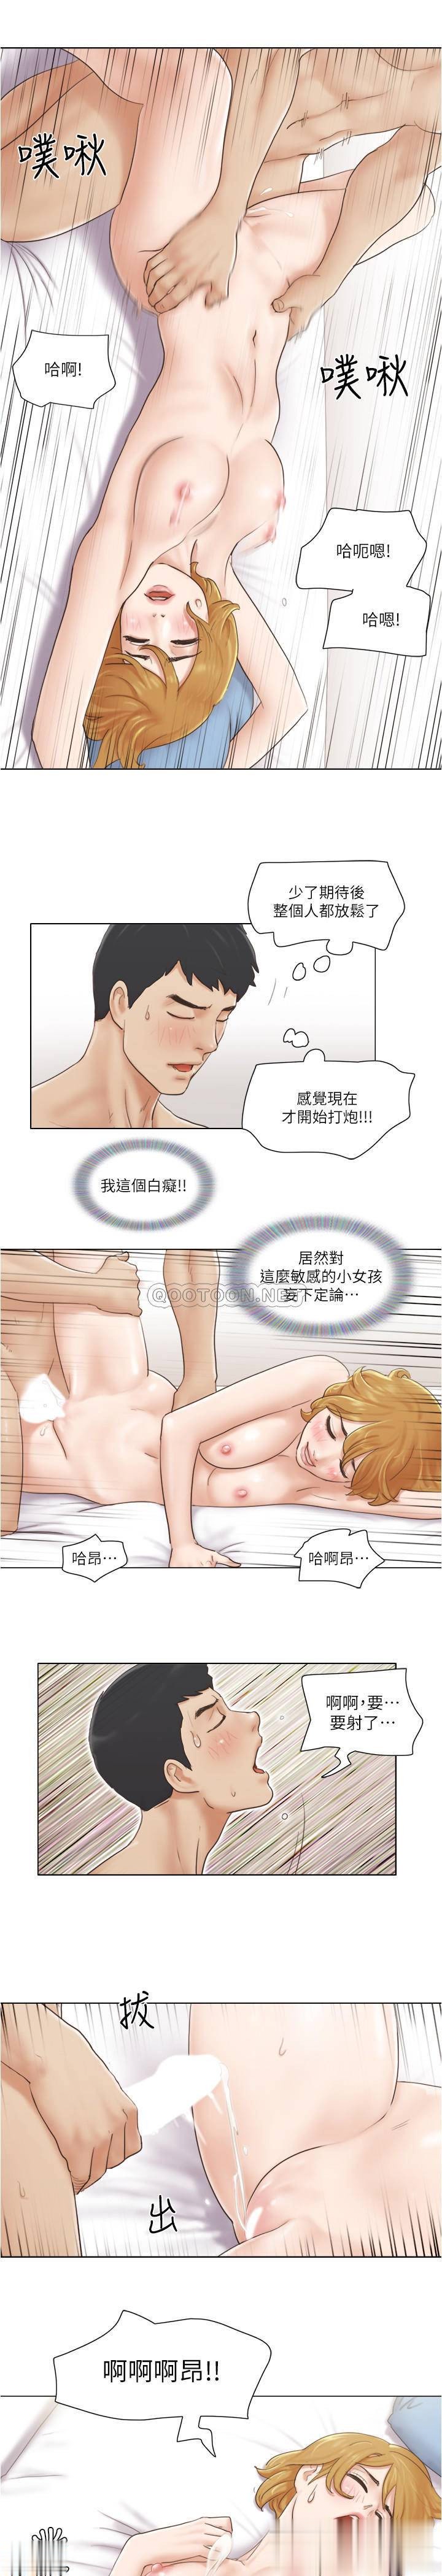 噗啾
哈啊!
噗啾
哈呃嗯!
哈嗯!
少了期待後
整個人都放鬆了
感覺現在
才開始打炮!!!
我這個白癡!!
居然對
這麼敏感的小女孩
妄下定論…
QOOTOON.NET
哈昂…
哈啊昂…
啊啊,要…
要射了…
拔
出
啊啊啊昂!!